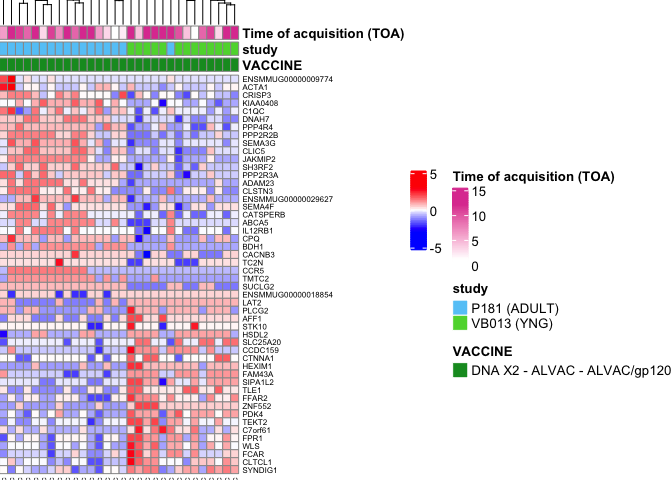 Time of acquisition (TOA)
study
VACCINE
ENSMMUG00000009774
ACTA1
CRISP3
KIAA0408
C1QC
DNAH7
PPP4R4
PPP2R2B
SEMA3G
CLIC5
JAKMIP2
SH3RF2
PPP2R3A
ADAM23
CLSTN3
ENSMMUG00000029627
SEMA4F
CATSPERB
ABCA5
IL12RB1
CPQ
BDH1
CACNB3
TC2N
CCR5
TMTC2
SUCLG2
ENSMMUG00000018854
LAT2
PLCG2
AFF1
STK10
HSDL2
SLC25A20
CCDC159
CTNNA1
HEXIM1
FAM43A
SIPA1L2
TLE1
FFAR2
ZNF552
PDK4
TEKT2
C7orf61
FPR1
WLS
FCAR
CLTCL1
SYNDIG1
5
0
-5
Time of acquisition (TOA)
15
10
5
0
study
P181 (ADULT)
VB013 (YNG)
VACCINE
DNA X2 - ALVAC - ALVAC/gp120